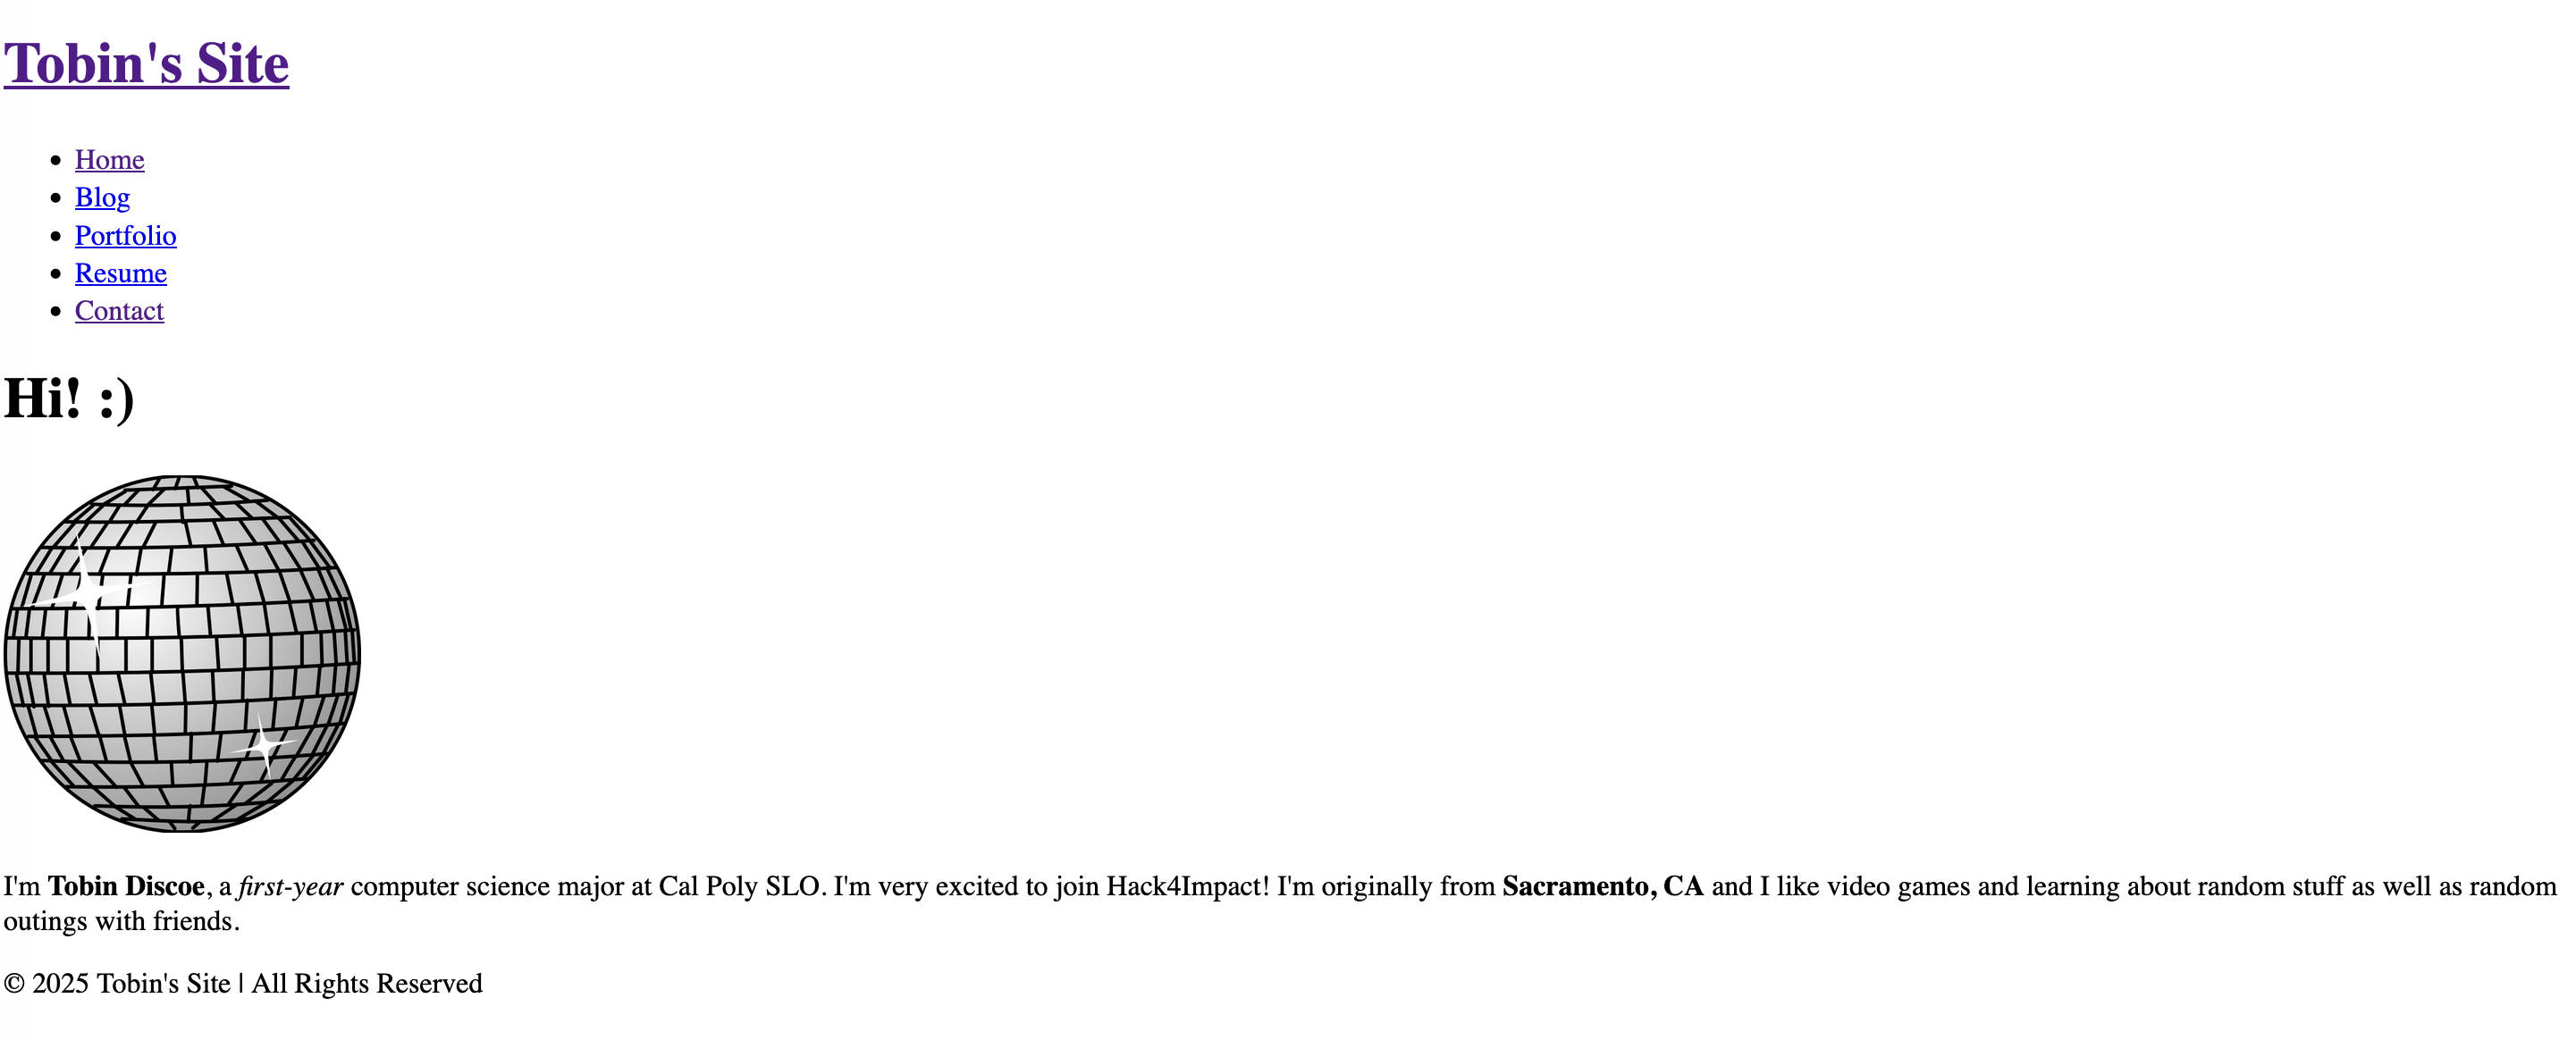 Tobin's Site
Home
Blog
Portfolio
Resume
Contact
Hi! :)
I'm Tobin Discoe, a first-year computer science major at Cal Poly SLO. I'm very excited to join Hack4Impact! I'm originally from Sacramento, CA and I like video games and learning about random stuff as well as random
outings with friends.
© 2025 Tobin's Site | All Rights Reserved